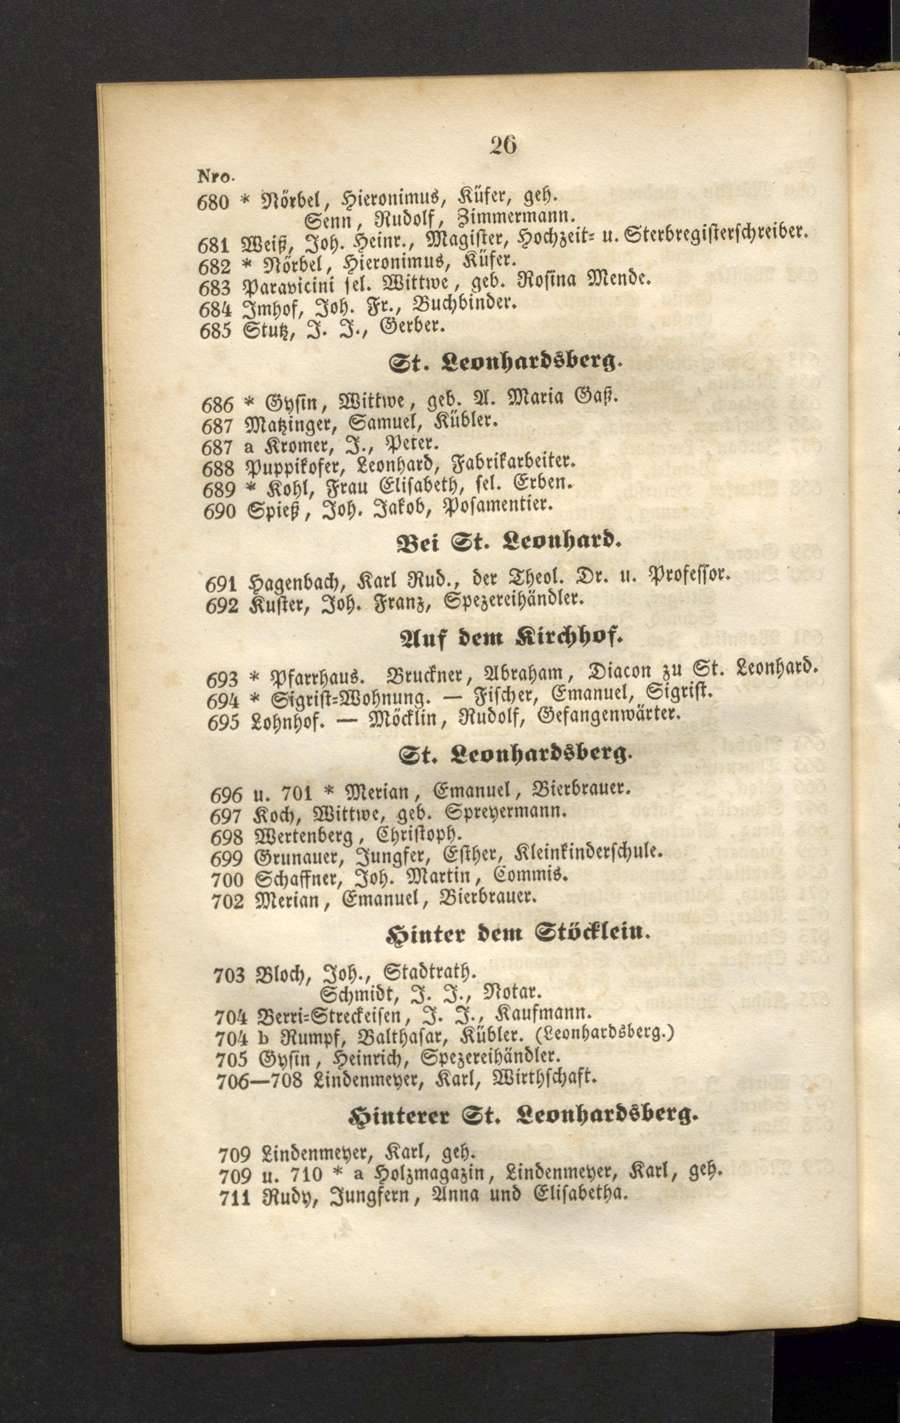 26
Nro.
680 * Nörbel, Hieronimus, Küfer, geh.
Senn, Rudolf, Zimmermann.
681 Weiß, Joh. Heinr., Magister, Hochzeit= u. Sterbregisterschreiber.
682 * Nörbel, Hieronimus, Küfer.
683 Paravicini sel. Wittwe, geb. Rosina Mende.
684 Imhof, Joh. Fr., Buchbinder.
685 Stutz, J. J., Gerber.
St. Leonhardsberg.
686 * Gysin, Wittwe, geb. A. Maria Gaß.
687 Matzinger, Samuel, Kübler.
687 a Kromer, J., Peter.
688 Puppikofer, Leonhard, Fabrikarbeiter.
689 * Kohl, Frau Elisabeth, sel. Erben.
690 Spieß, Joh. Jakob, Posamentier.
Bei St. Leonhard.
691 Hagenbach, Karl Rud., der Theol. Dr. u. Professor.
692 Kuster, Joh. Franz, Spezereihändler.
Auf dem Kirchhof.
693 * Pfarrhaus. Bruckner, Abraham, Diacon zu St. Leonhard.
694 * Sigrist=Wohnung. — Fischer, Emanuel, Sigrist.
695 Lohnhof. — Möcklin, Rudolf, Gefangenwärter.
St. Leonhardsberg.
696 u. 701 * Merian, Emanuel, Bierbrauer.
697 Koch, Wittwe, geb. Spreyermann.
698 Wertenberg, Christoph.
699 Grunauer, Jungfer, Esther, Kleinkinderschule.
700 Schaffner, Joh. Martin, Commis.
702 Merian, Emanuel, Bierbrauer.
Hinter dem Stöcklein.
703 Bloch, Joh., Stadtrath.
Schmidt, J. J., Notar.
704 Berri=Streckeisen, J. J., Kaufmann.
704 b Rumpf, Balthasar, Kübler. (Leonhardsberg.)
705 Gysin, Heinrich, Spezereihändler.
706—708 Lindenmeyer, Karl, Wirthschaft.
Hinterer St. Leonhardsberg.
709 Lindenmeyer, Karl, geh.
709 u. 710 * a Holzmagazin, Lindenmeyer, Karl, geh.
711 Rudy, Jungfern, Anna und Elisabetha.